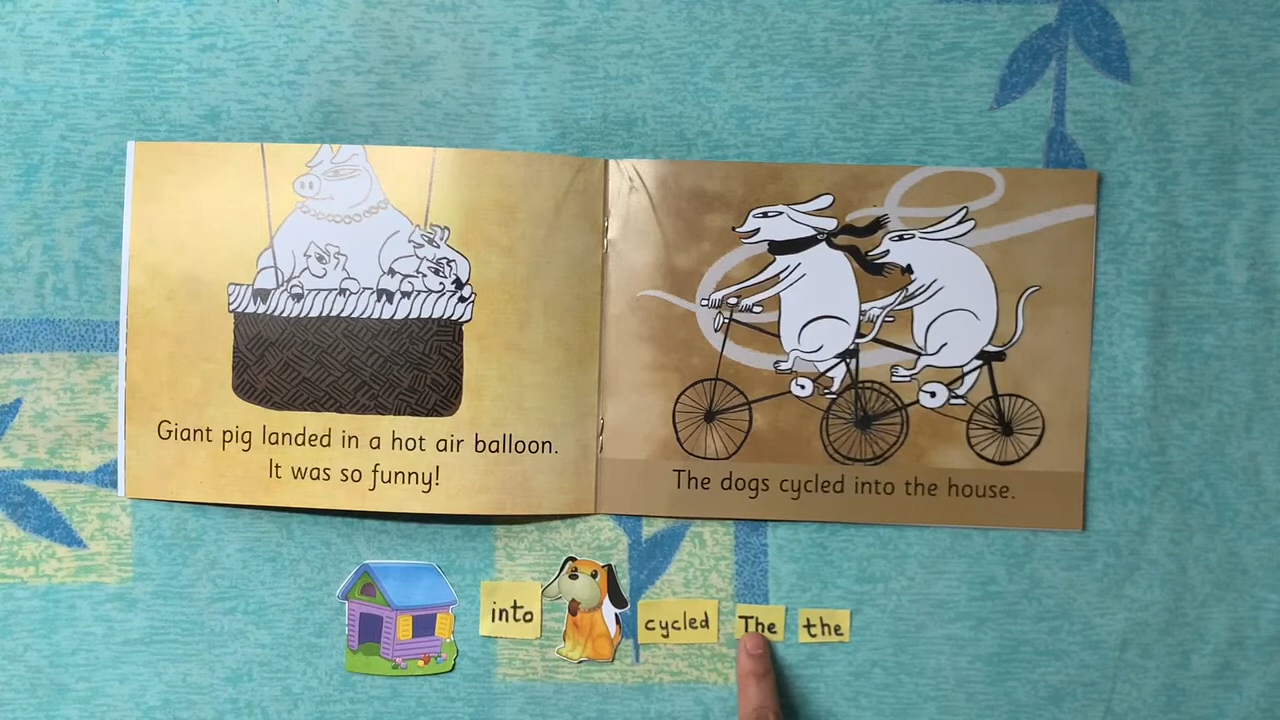 Giant pig landed in a hot air balloon.
It was so funny!
The dogs cycled into the house.
into
cycled
The
the